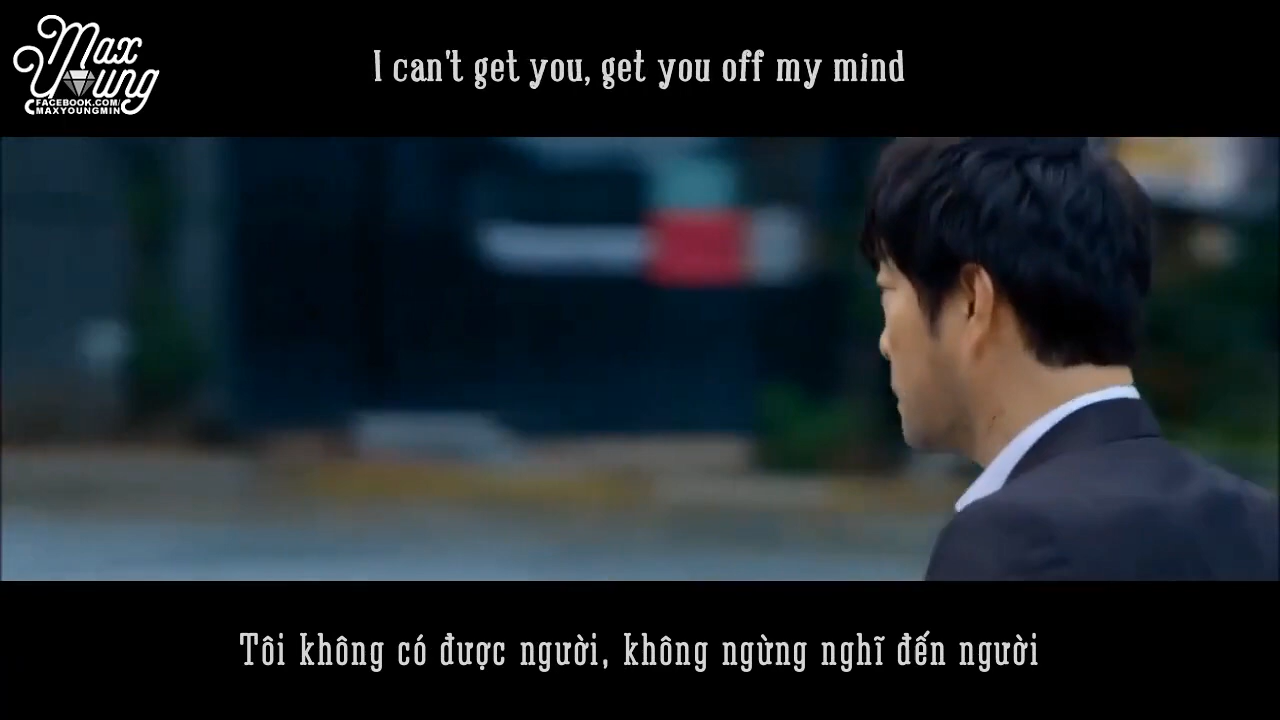 Max
Young
FACEBOOK.COM/
MAXYOUNGMIN
I can't get you, get you off my mind
Tôi không có được người, không ngừng nghĩ đến người